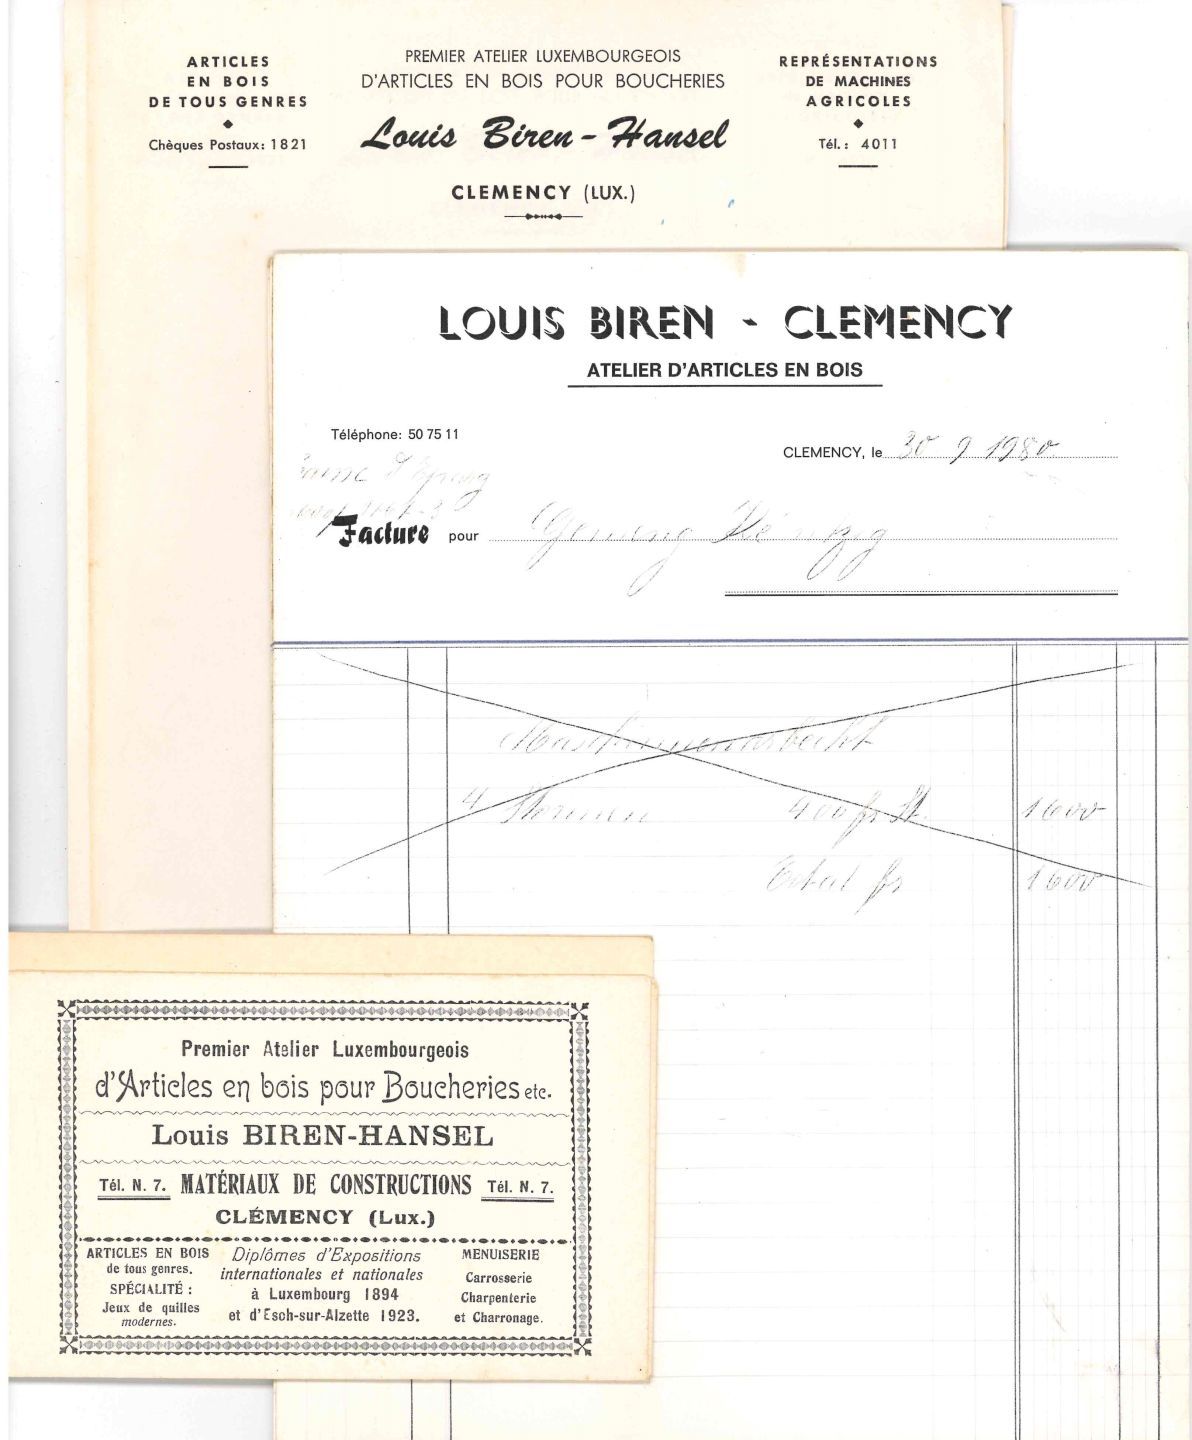 ARTICLES
EN BOIS
DE TOUS GENRES
Chèques Postaux: 1821
PREMIER ATELIER LUXEMBOURGEOIS
D'ARTICLES EN BOIS POUR BOUCHERIES
Louis Biren-Hansel
CLEMENCY (LUX.)
REPRÉSENTATIONS
DE MACHINES
AGRICOLES
Tél.: 4011
LOUIS BIREN - CLEMENCY
ATELIER D'ARTICLES EN BOIS
Téléphone: 50 75 11
CLEMENCY, le 30 9 1980
Facture pour Gemeng
4 400 fr St. 1600
Total fr 1600
Premier Atelier Luxembourgeois
d'Articles en bois pour Boucheries etc.
Louis BIREN-HANSEL
Tél. N. 7. MATÉRIAUX DE CONSTRUCTIONS Tél. N. 7.
CLÉMENCY (Lux.)
ARTICLES EN BOIS
de tous genres.
SPÉCIALITÉ :
Jeux de quilles
modernes.
Diplômes d'Expositions
internationales et nationales
à Luxembourg 1894
et d'Esch-sur-Alzette 1923.
MENUISERIE
Carrosserie
Charpenterie
et Charronage.